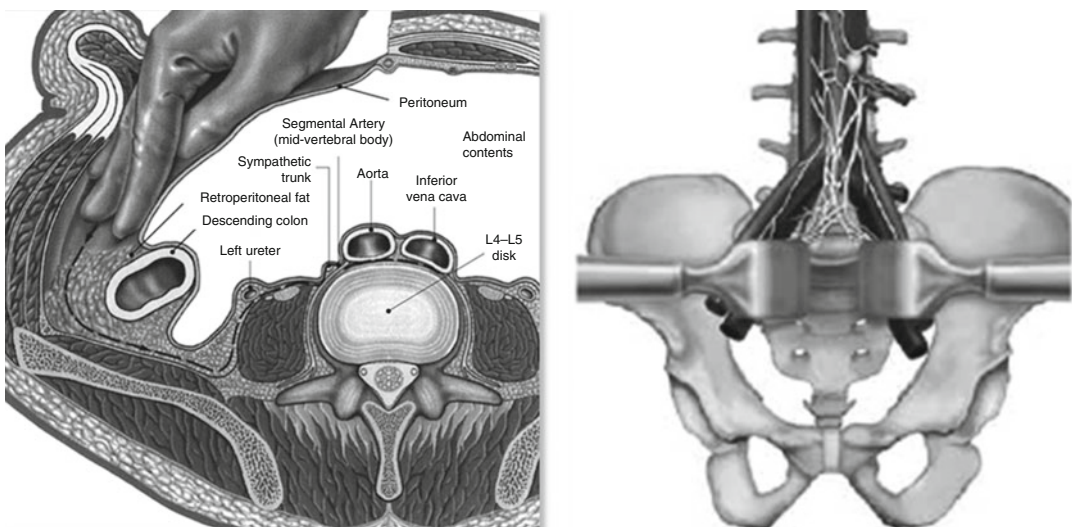 Peritoneum
Segmental Artery
(mid-vertebral body)
Abdominal
contents
Sympathetic
trunk
Aorta
Inferior
vena cava
Retroperitoneal fat
Descending colon
Left ureter
L4–L5
disk